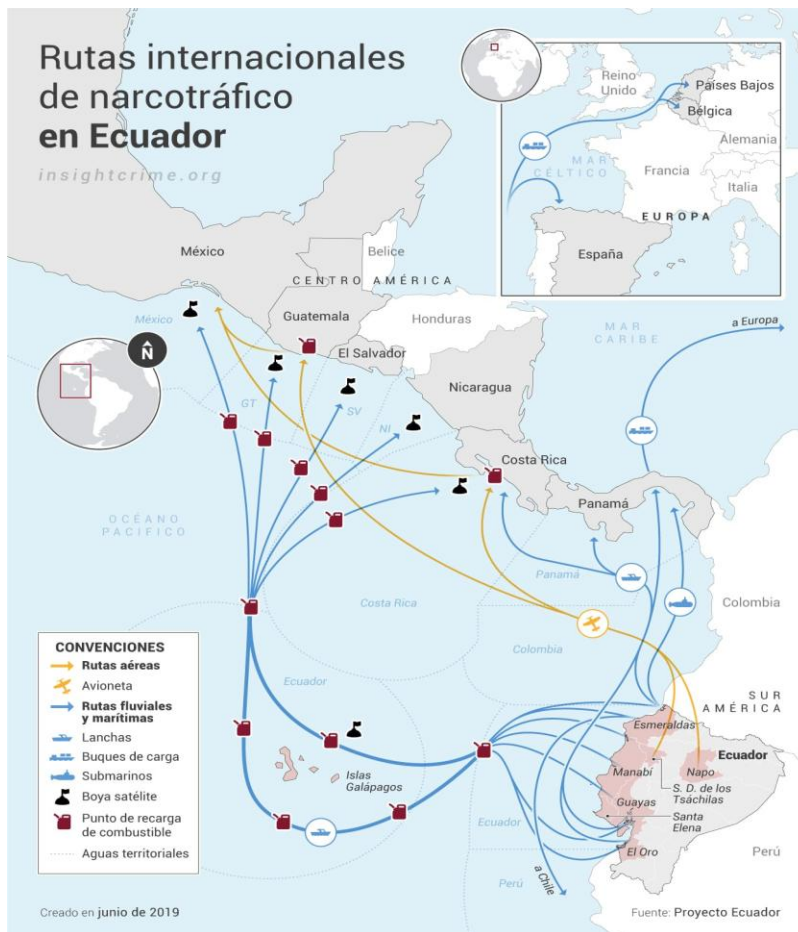 Rutas internacionales
de narcotráfico
en Ecuador
insightcrime.org
Reino
Unido
Países Bajos
Bélgica
Alemania
MAR
CÉLTICO
Francia
Italia
EUROPA
España
México
Belice
CENTRO AMÉRICA
México
Guatemala
Honduras
MAR
CARIBE
a Europa
N
El Salvador
GT
SV
Nicaragua
NI
Costa Rica
Panamá
OCÉANO
PACIFICO
Panamá
Costa Rica
Colombia
Colombia
CONVENCIONES
Rutas aéreas
Avioneta
Rutas fluviales
y marítimas
Lanchas
Buques de carga
Submarinos
Boya satélite
Punto de recarga
de combustible
Aguas territoriales
Ecuador
SUR
AMÉRICA
Esmeraldas
Ecuador
Islas
Galápagos
Manabí
Napo
S. D. de los
Tsáchilas
Guayas
Santa
Elena
Ecuador
El Oro
Perú
Perú
a Chile
Creado en junio de 2019
Fuente: Proyecto Ecuador